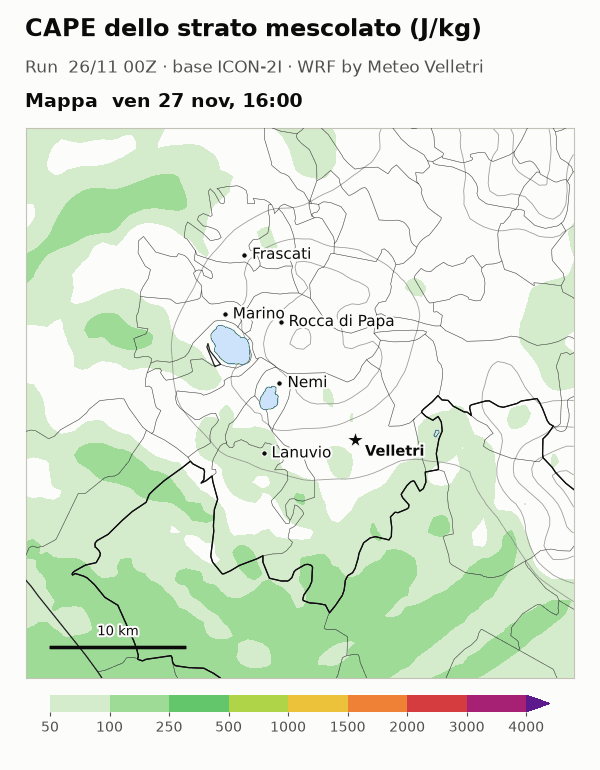 CAPE dello strato mescolato (J/kg)
Run 26/11 00Z · base ICON-2I · WRF by Meteo Velletri
Mappa ven 27 nov, 16:00
Frascati
Marino
Rocca di Papa
Nemi
Lanuvio
Velletri
10 km
50 100 250 500 1000 1500 2000 3000 4000